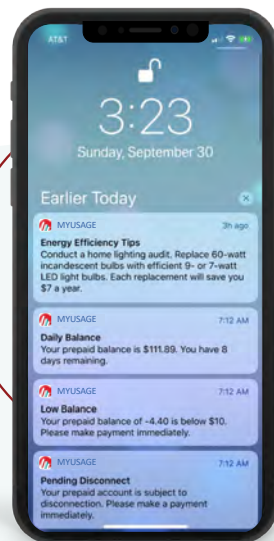 AT&T
3:23
Sunday, September 30
Earlier Today
MYUSAGE 3h ago
Energy Efficiency Tips
Conduct a home lighting audit. Replace 60-watt
incandescent bulbs with efficient 9- or 7-watt
LED light bulbs. Each replacement will save you
$7 a year.
MYUSAGE 7:12 AM
Daily Balance
Your prepaid balance is $111.89. You have 8
days remaining.
MYUSAGE 7:12 AM
Low Balance
Your prepaid balance of -4.40 is below $10.
Please make payment immediately.
MYUSAGE 7:12 AM
Pending Disconnect
Your prepaid account is subject to
disconnection. Please make a payment
immediately.